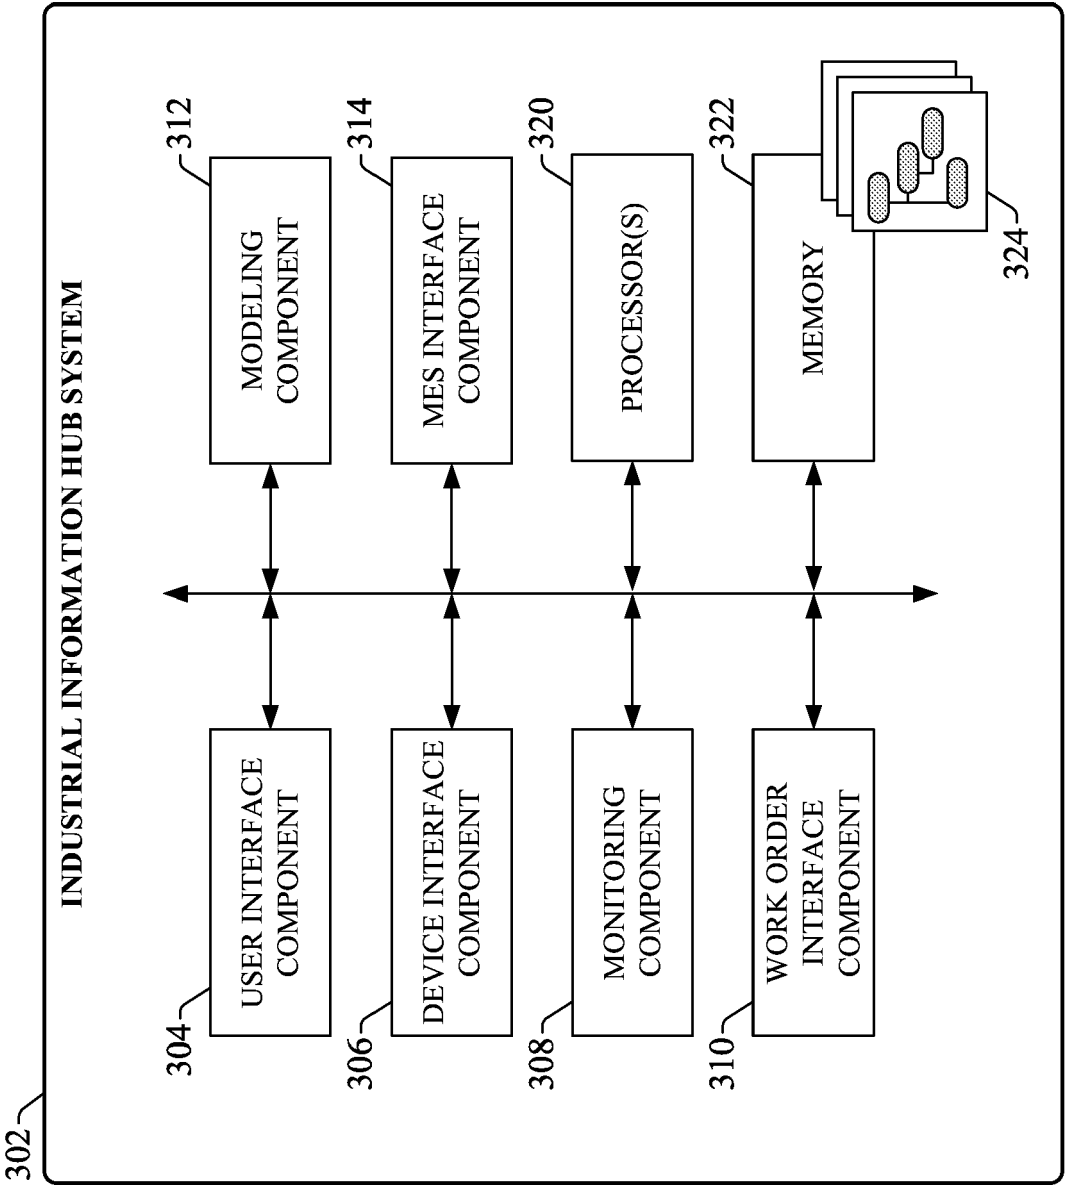 302
INDUSTRIAL INFORMATION HUB SYSTEM
304
USER INTERFACE
COMPONENT
312
MODELING
COMPONENT
306
DEVICE INTERFACE
COMPONENT
314
MES INTERFACE
COMPONENT
308
MONITORING
COMPONENT
320
PROCESSOR(S)
310
WORK ORDER
INTERFACE
COMPONENT
322
MEMORY
324